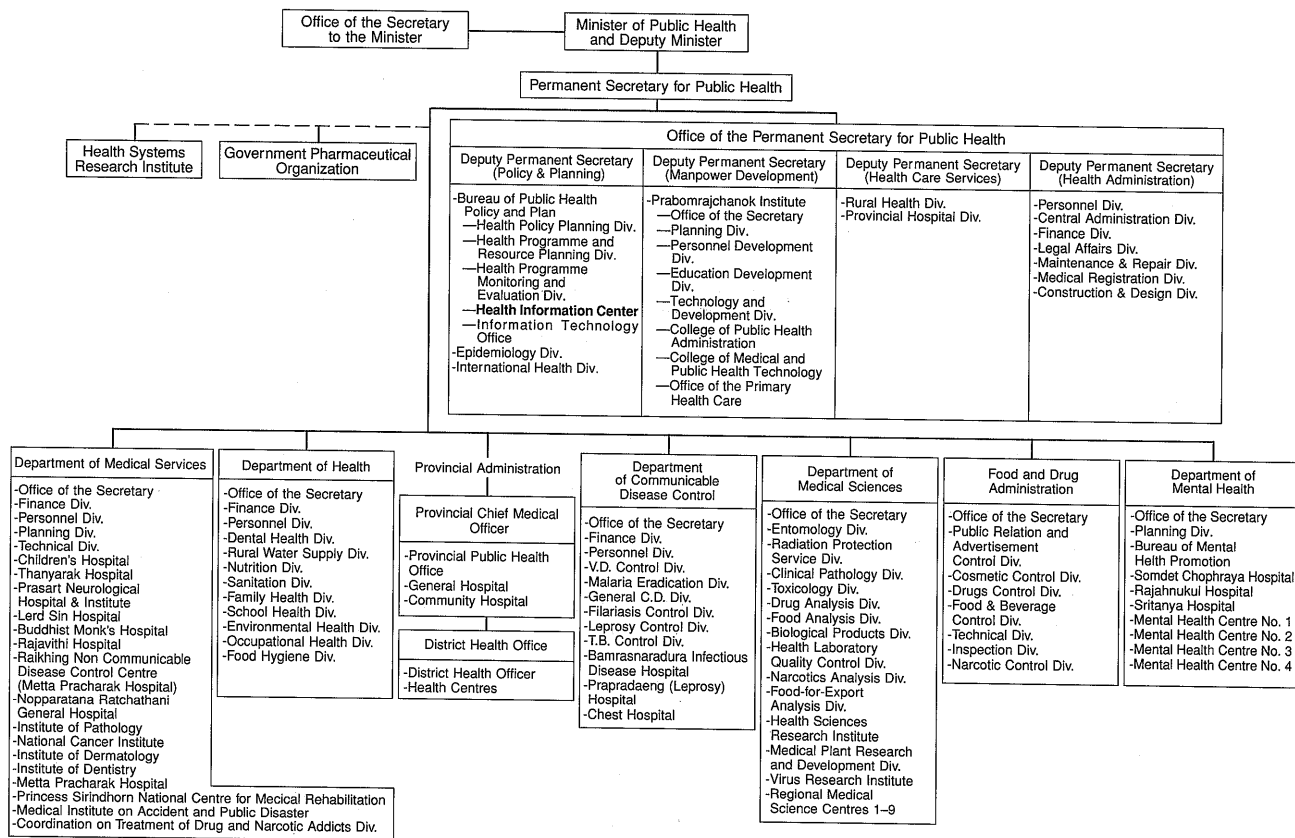 Office of the Secretary
to the Minister
Minister of Public Health
and Deputy Minister
Permanent Secretary for Public Health
Health Systems
Research Institute
Government Pharmaceutical
Organization
Office of the Permanent Secretary for Public Health
Deputy Permanent Secretary
(Policy & Planning)
-Bureau of Public Health
Policy and Plan
—Health Policy Planning Div.
—Health Programme and
Resource Planning Div.
—Health Programme
Monitoring and
Evaluation Div.
—Health Information Center
—Information Technology
Office
-Epidemiology Div.
-International Health Div.
Deputy Permanent Secretary
(Manpower Development)
-Prabomrajchanok Institute
—Office of the Secretary
—Planning Div.
—Personnel Development
Div.
—Education Development
Div.
—Technology and
Development Div.
—College of Public Health
Administration
—College of Medical and
Public Health Technology
—Office of the Primary
Health Care
Deputy Permanent Secretary
(Health Care Services)
-Rural Health Div.
-Provincial Hospital Div.
Deputy Permanent Secretary
(Health Administration)
-Personnel Div.
-Central Administration Div.
-Finance Div.
-Legal Affairs Div.
-Maintenance & Repair Div.
-Medical Registration Div.
-Construction & Design Div.
Department of Medical Services
-Office of the Secretary
-Finance Div.
-Personnel Div.
-Planning Div.
-Technical Div.
-Children's Hospital
-Thanyarak Hospital
-Prasart Neurological
Hospital & Institute
-Lerd Sin Hospital
-Buddhist Monk's Hospital
-Rajavithi Hospital
-Raikhing Non Communicable
Disease Control Centre
(Metta Pracharak Hospital)
-Nopparatana Ratchathani
General Hospital
-Institute of Pathology
-National Cancer Institute
-Institute of Dermatology
-Institute of Dentistry
-Metta Pracharak Hospital
-Princess Sirindhorn National Centre for Mecical Rehabilitation
-Medical Institute on Accident and Public Disaster
-Coordination on Treatment of Drug and Narcotic Addicts Div.
Department of Health
-Office of the Secretary
-Finance Div.
-Personnel Div.
-Dental Health Div.
-Rural Water Supply Div.
-Nutrition Div.
-Sanitation Div.
-Family Health Div.
-School Health Div.
-Environmental Health Div.
-Occupational Health Div.
-Food Hygiene Div.
Provincial Administration
Provincial Chief Medical
Officer
-Provincial Public Health
Office
-General Hospital
-Community Hospital
District Health Office
-District Health Officer
-Health Centres
Department
of Communicable
Disease Control
-Office of the Secretary
-Finance Div.
-Personnel Div.
-V.D. Control Div.
-Malaria Eradication Div.
-General C.D. Div.
-Filariasis Control Div.
-Leprosy Control Div.
-T.B. Control Div.
-Bamrasnaradura Infectious
Disease Hospital
-Prapradaeng (Leprosy)
Hospital
-Chest Hospital
Department of
Medical Sciences
-Office of the Secretary
-Entomology Div.
-Radiation Protection
Service Div.
-Clinical Pathology Div.
-Toxicology Div.
-Drug Analysis Div.
-Food Analysis Div.
-Biological Products Div.
-Health Laboratory
Quality Control Div.
-Narcotics Analysis Div.
-Food-for-Export
Analysis Div.
-Health Sciences
Research Institute
-Medical Plant Research
and Development Div.
-Virus Research Institute
-Regional Medical
Science Centres 1–9
Food and Drug
Administration
-Office of the Secretary
-Public Relation and
Advertisement
Control Div.
-Cosmetic Control Div.
-Drugs Control Div.
-Food & Beverage
Control Div.
-Technical Div.
-Inspection Div.
-Narcotic Control Div.
Department of
Mental Health
-Office of the Secretary
-Planning Div.
-Bureau of Mental
Helth Promotion
-Somdet Chophraya Hospital
-Rajahnukul Hospital
-Sritanya Hospital
-Mental Health Centre No. 1
-Mental Health Centre No. 2
-Mental Health Centre No. 3
-Mental Health Centre No. 4